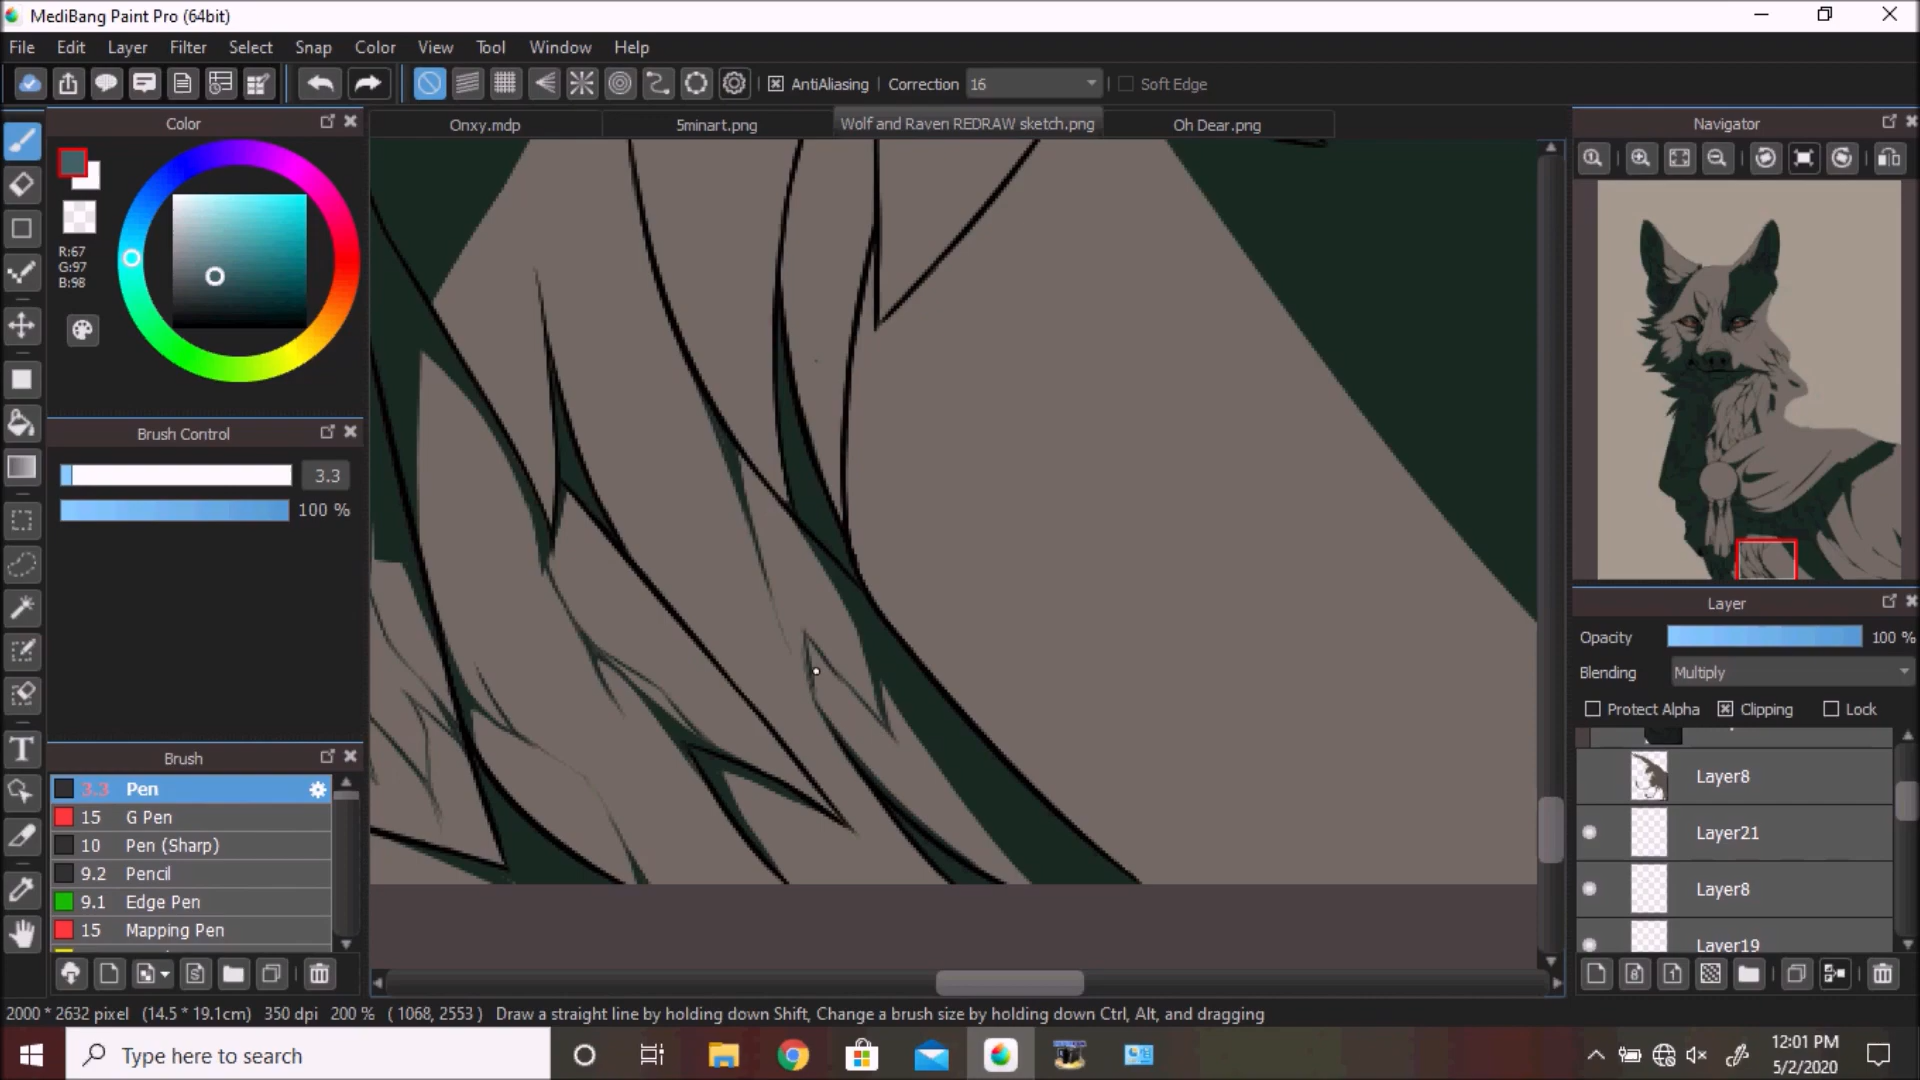 MediBang Paint Pro (64bit)
File Edit Layer Filter Select Snap Color View Tool Window Help
AntiAliasing Correction 16 Soft Edge
Color
Onxy.mdp 5minart.png Wolf and Raven REDRAW sketch.png Oh Dear.png
Navigator
R:67
G:97
B:98
Brush Control
3.3
100 %
Layer
Opacity 100 %
Blending Multiply
Protect Alpha Clipping Lock
Layer8
Layer21
Layer8
Layer19
Brush
3.3 Pen
15 G Pen
10 Pen (Sharp)
9.2 Pencil
9.1 Edge Pen
15 Mapping Pen
2000 * 2632 pixel (14.5 * 19.1cm) 350 dpi 200 % ( 1068, 2553 ) Draw a straight line by holding down Shift, Change a brush size by holding down Ctrl, Alt, and dragging
Type here to search
12:01 PM
5/2/2020